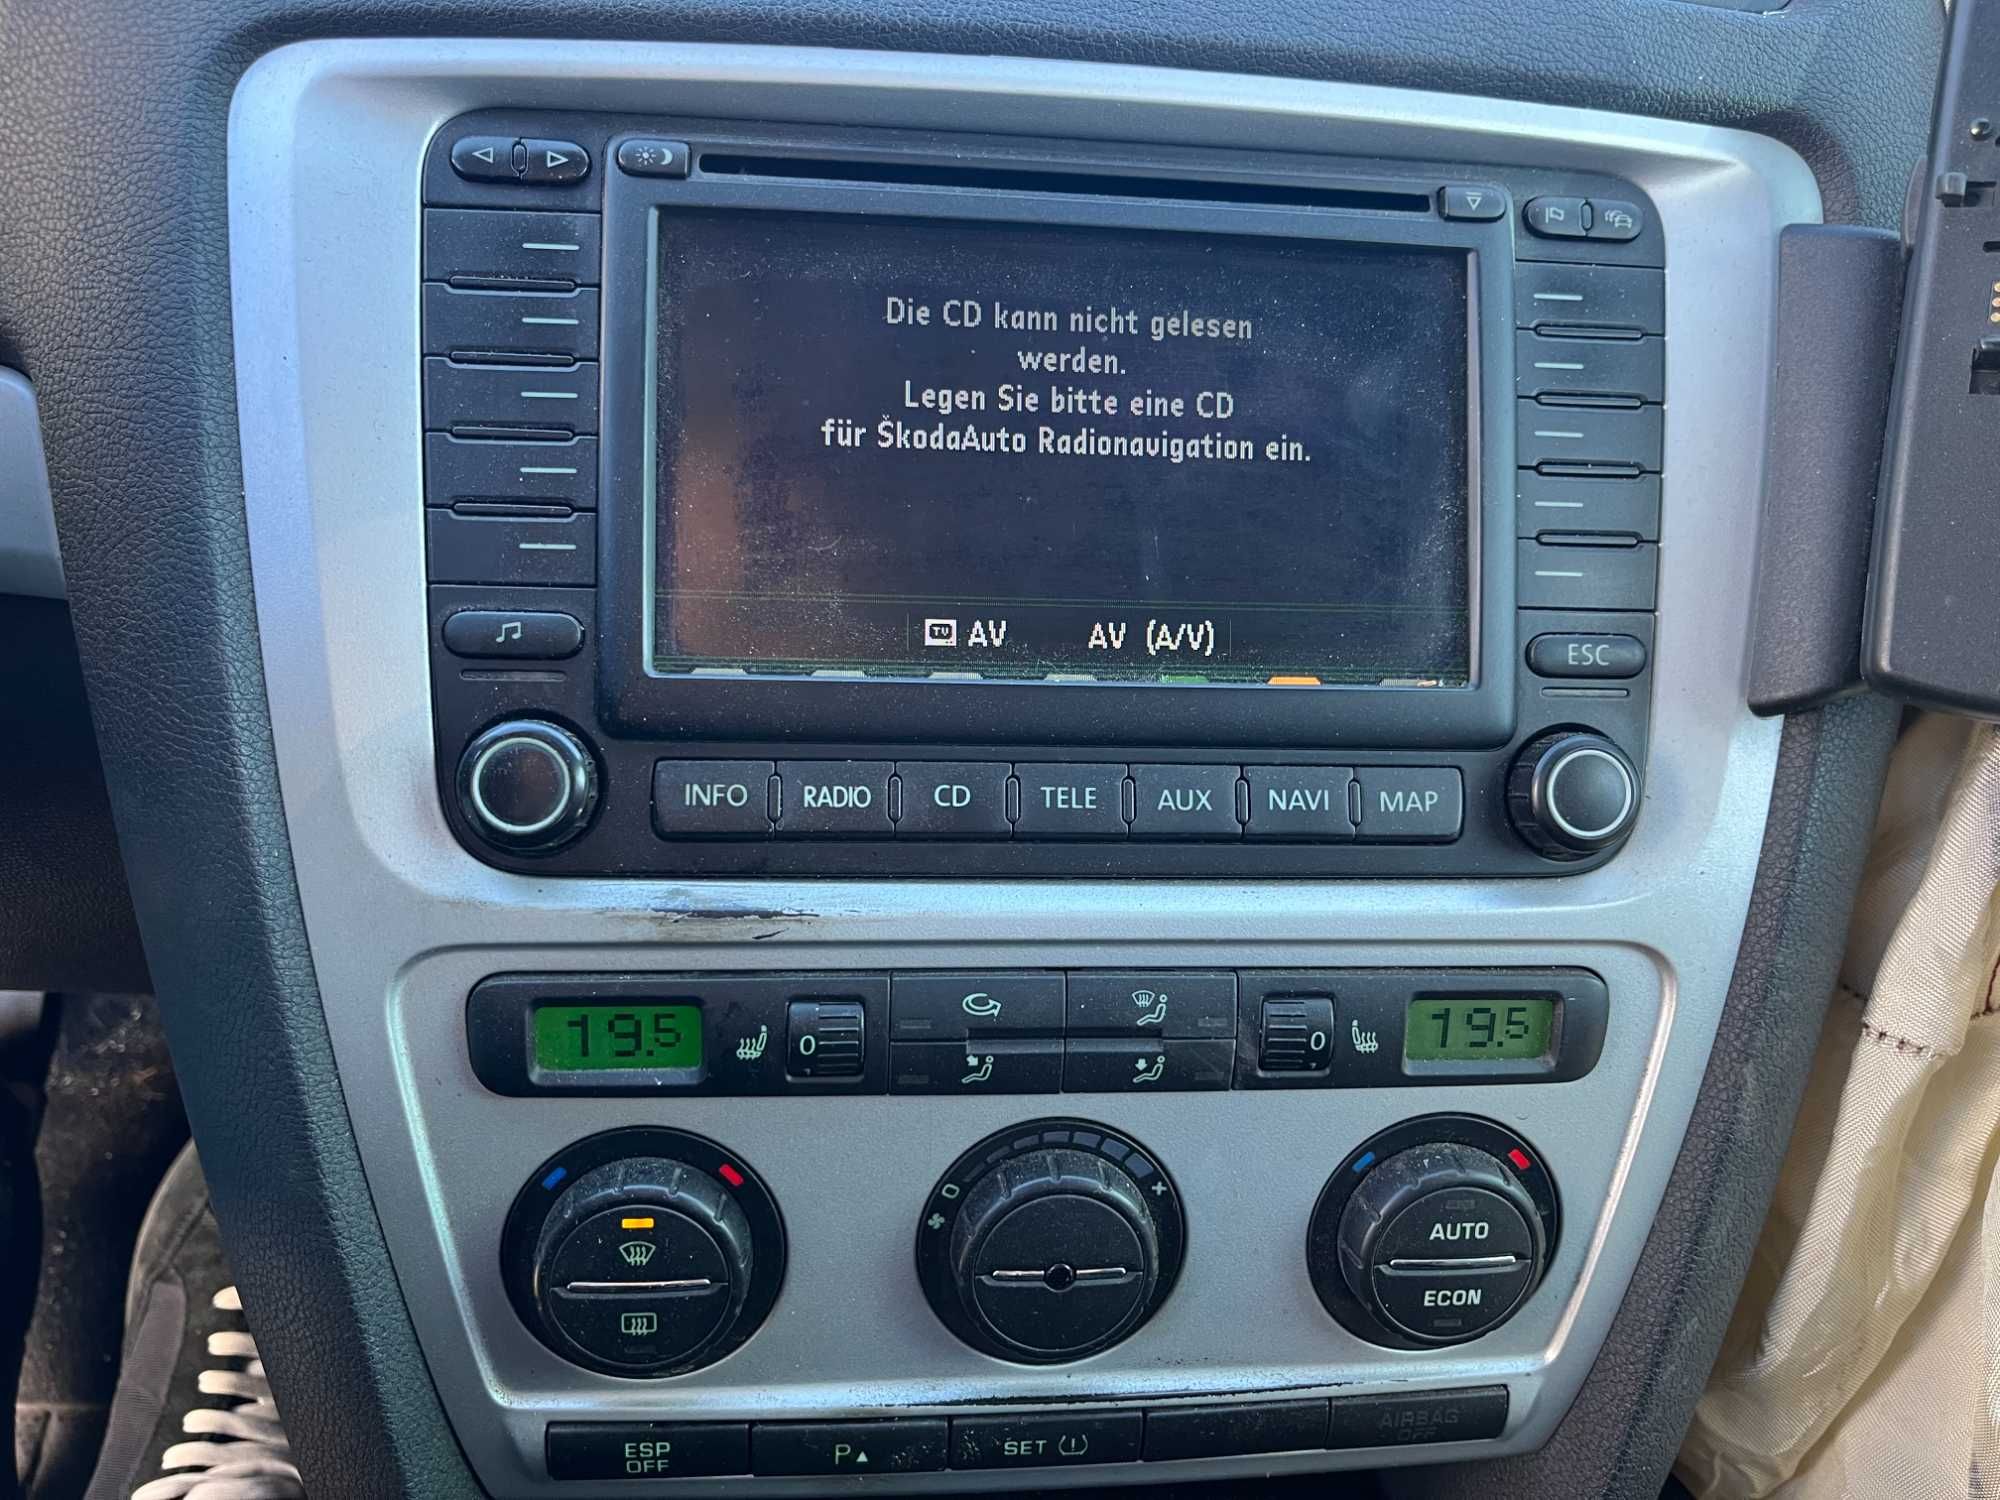 Die CD kann nicht gelesen
werden.
Legen Sie bitte eine CD
für ŠkodaAuto Radionavigation ein.
TV AV AV (A/V)
ESC
INFO RADIO CD TELE AUX NAVI MAP
19.5 0 0 19.5
0 +
AUTO
ECON
ESP
OFF
P
SET (!)
AIRBAG
OFF